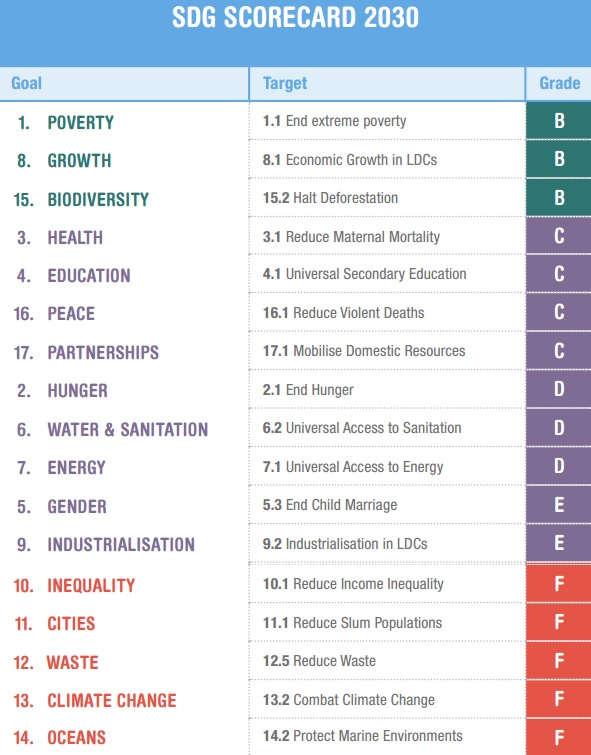 SDG SCORECARD 2030
Goal Target Grade
1. POVERTY 1.1 End extreme poverty B
8. GROWTH 8.1 Economic Growth in LDCs B
15. BIODIVERSITY 15.2 Halt Deforestation B
3. HEALTH 3.1 Reduce Maternal Mortality C
4. EDUCATION 4.1 Universal Secondary Education C
16. PEACE 16.1 Reduce Violent Deaths C
17. PARTNERSHIPS 17.1 Mobilise Domestic Resources C
2. HUNGER 2.1 End Hunger D
6. WATER & SANITATION 6.2 Universal Access to Sanitation D
7. ENERGY 7.1 Universal Access to Energy D
5. GENDER 5.3 End Child Marriage E
9. INDUSTRIALISATION 9.2 Industrialisation in LDCs E
10. INEQUALITY 10.1 Reduce Income Inequality F
11. CITIES 11.1 Reduce Slum Populations F
12. WASTE 12.5 Reduce Waste F
13. CLIMATE CHANGE 13.2 Combat Climate Change F
14. OCEANS 14.2 Protect Marine Environments F